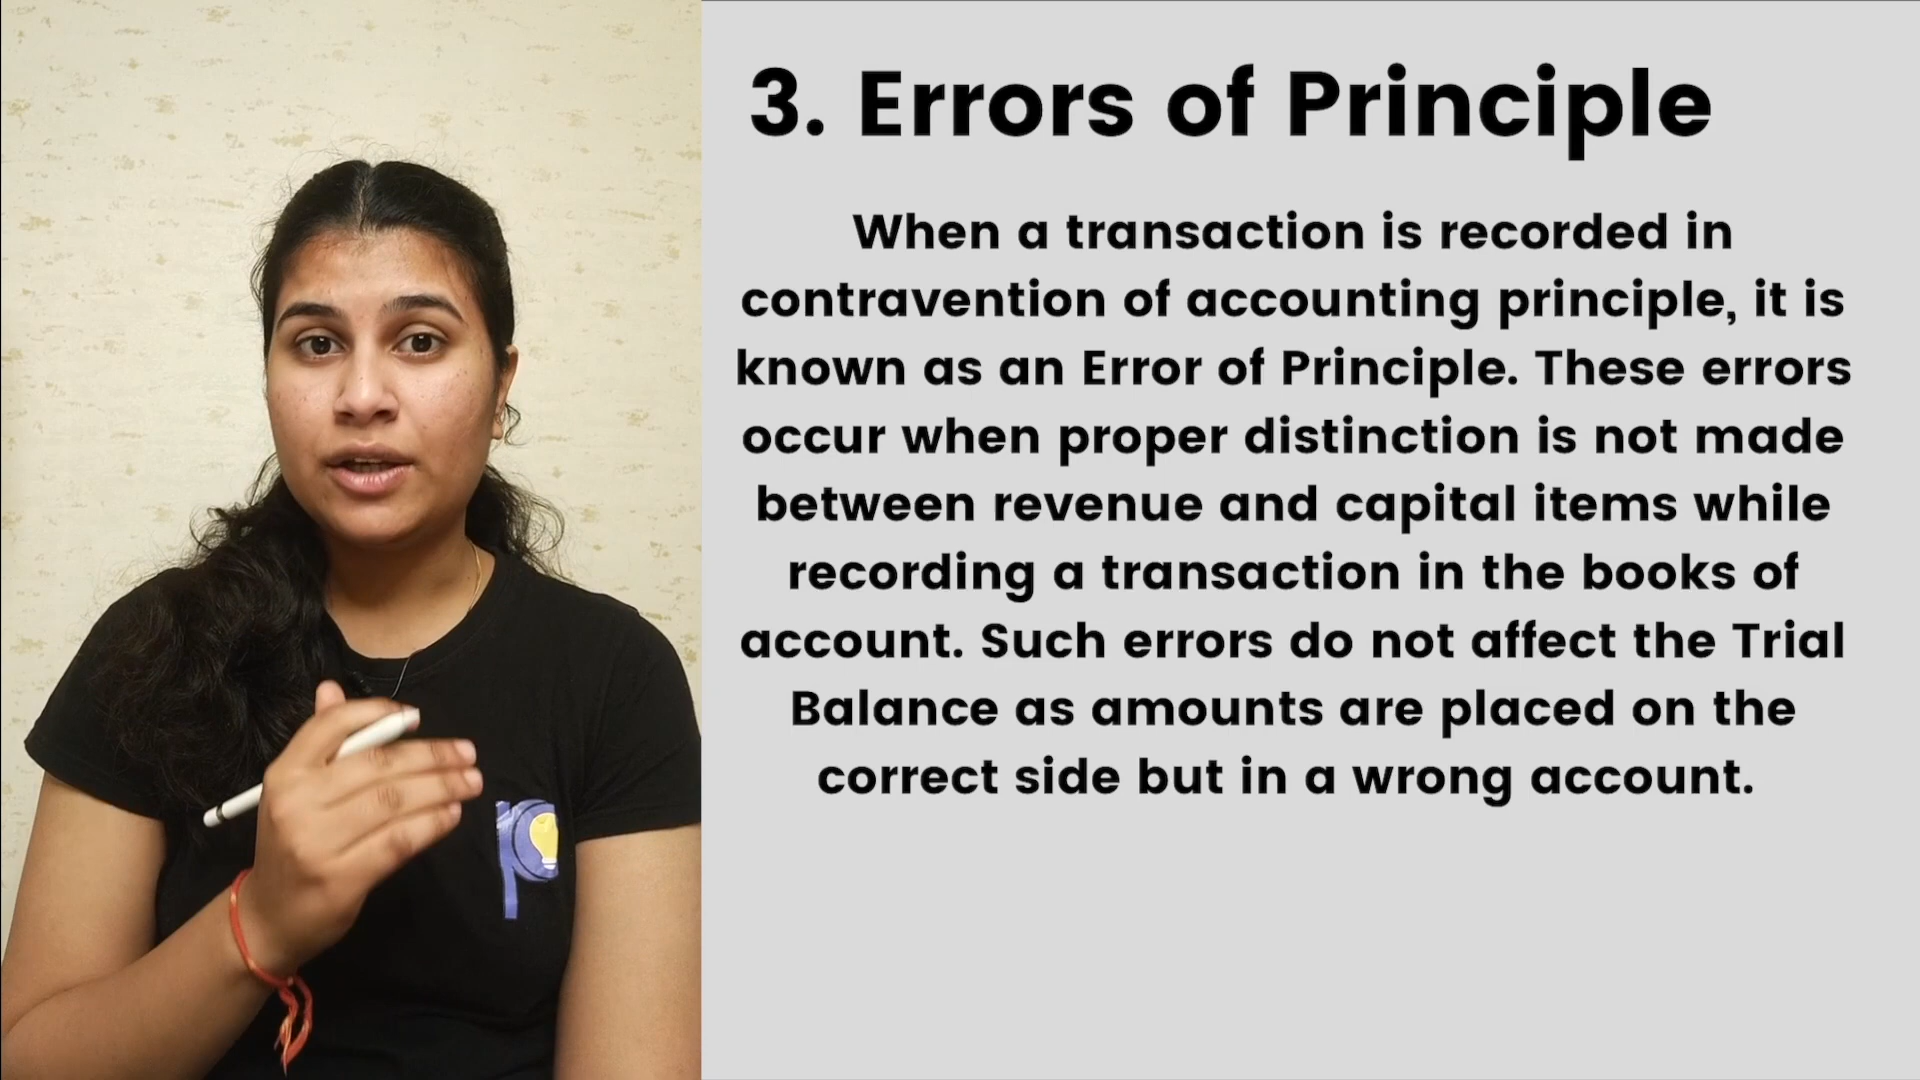 3. Errors of Principle
When a transaction is recorded in
contravention of accounting principle, it is
known as an Error of Principle. These errors
occur when proper distinction is not made
between revenue and capital items while
recording a transaction in the books of
account. Such errors do not affect the Trial
Balance as amounts are placed on the
correct side but in a wrong account.